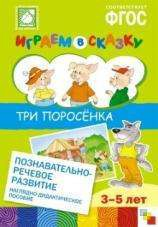 СООТВЕТСТВУЕТ
ФГОС
ИГРАЕМ В СКАЗКУ
ТРИ ПОРОСЁНКА
ПОЗНАВАТЕЛЬНО-
РЕЧЕВОЕ
РАЗВИТИЕ
НАГЛЯДНО-ДИДАКТИЧЕСКОЕ
ПОСОБИЕ
3–5 лет